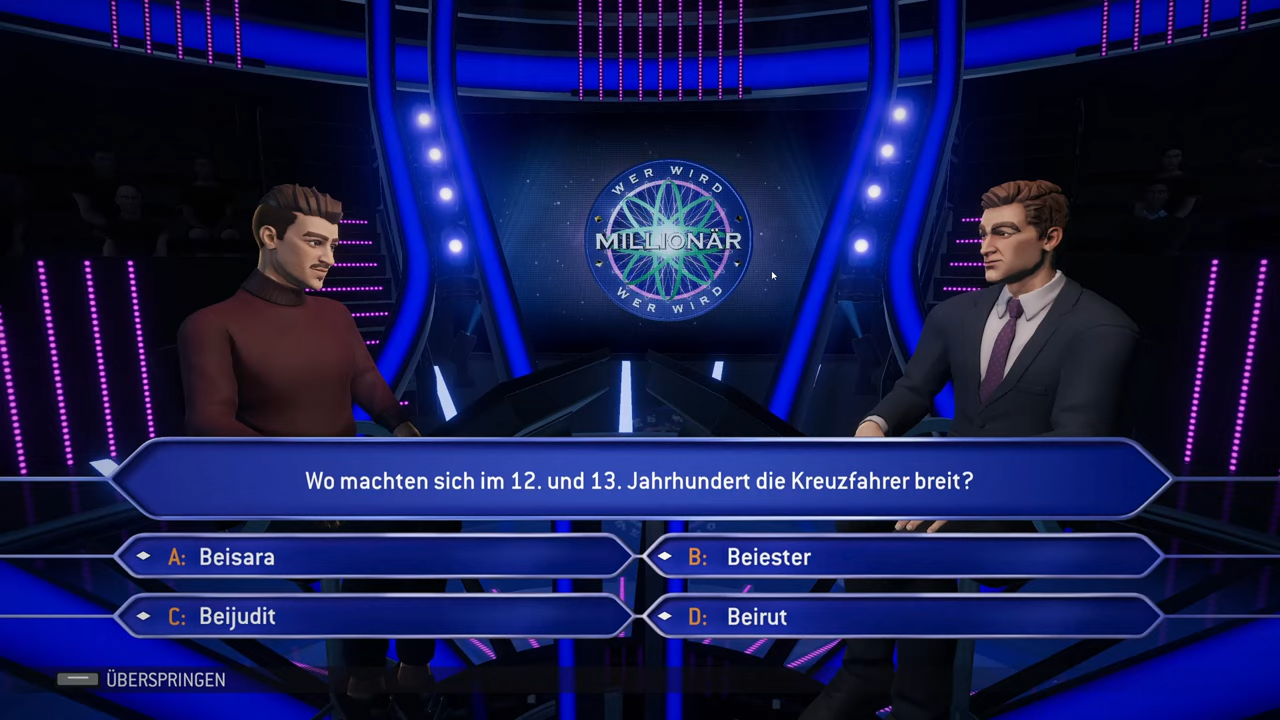 WER WIRD
MILLIONÄR
WER WIRD
Wo machten sich im 12. und 13. Jahrhundert die Kreuzfahrer breit?
A: Beisara
B: Beiester
C: Beijudit
D: Beirut
ÜBERSPRINGEN